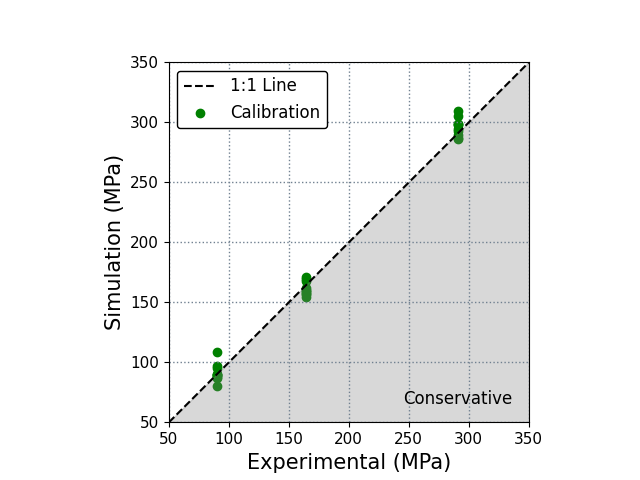 350
300
250
200
150
100
50
Simulation (MPa)
1:1 Line
Calibration
Conservative
50 100 150 200 250 300 350
Experimental (MPa)